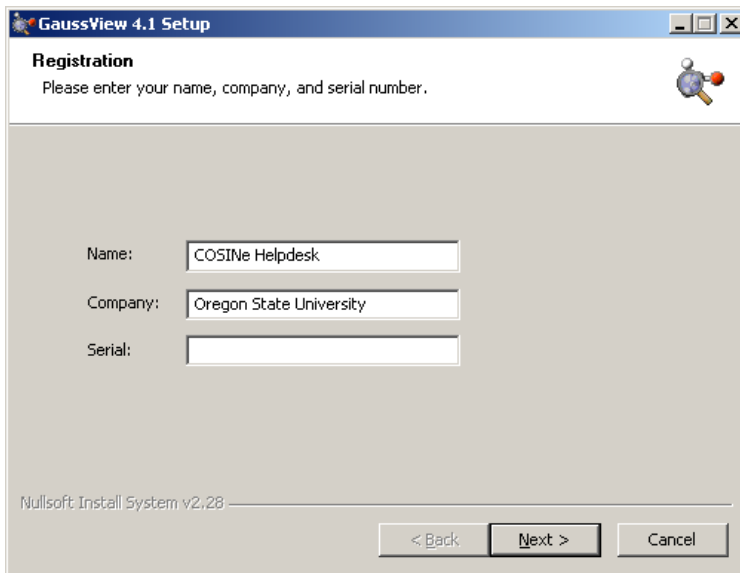 GaussView 4.1 Setup
Registration
Please enter your name, company, and serial number.
Name: COSINe Helpdesk
Company: Oregon State University
Serial:
Nullsoft Install System v2.28
< Back Next > Cancel